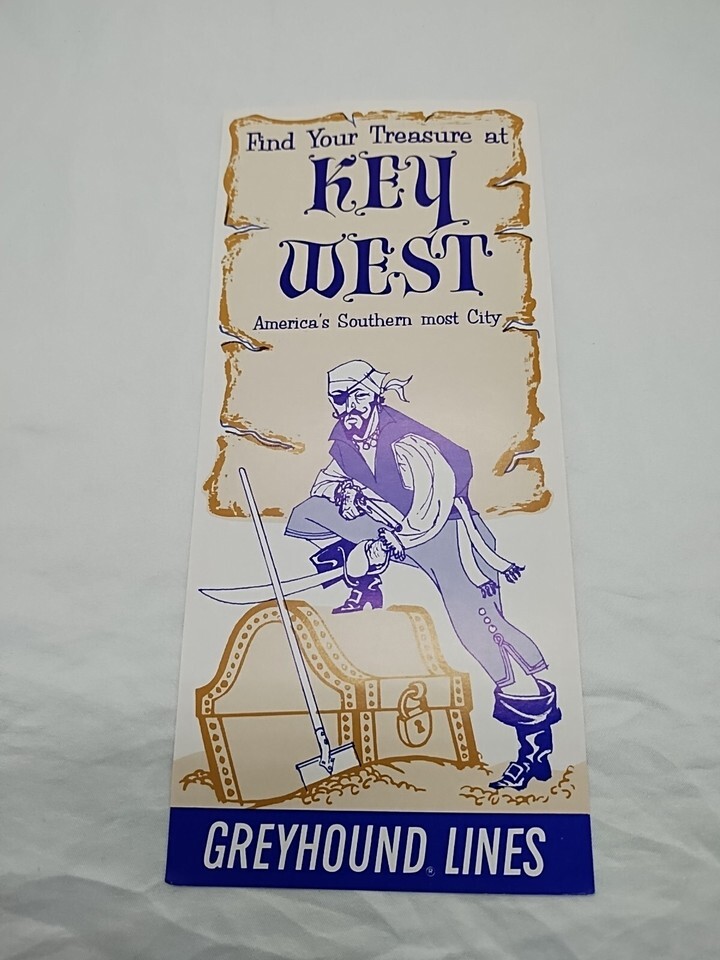 Find Your Treasure at
KEY
WEST
America's Southern most City
GREYHOUND® LINES